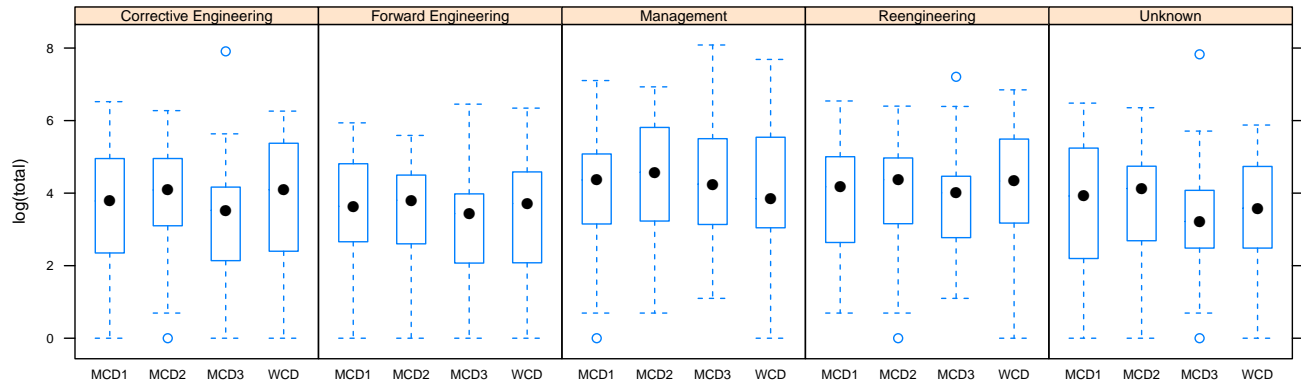 Corrective Engineering Forward Engineering Management Reengineering Unknown
8
6
4
2
0
log(total)
MCD1 MCD2 MCD3 WCD MCD1 MCD2 MCD3 WCD MCD1 MCD2 MCD3 WCD MCD1 MCD2 MCD3 WCD MCD1 MCD2 MCD3 WCD